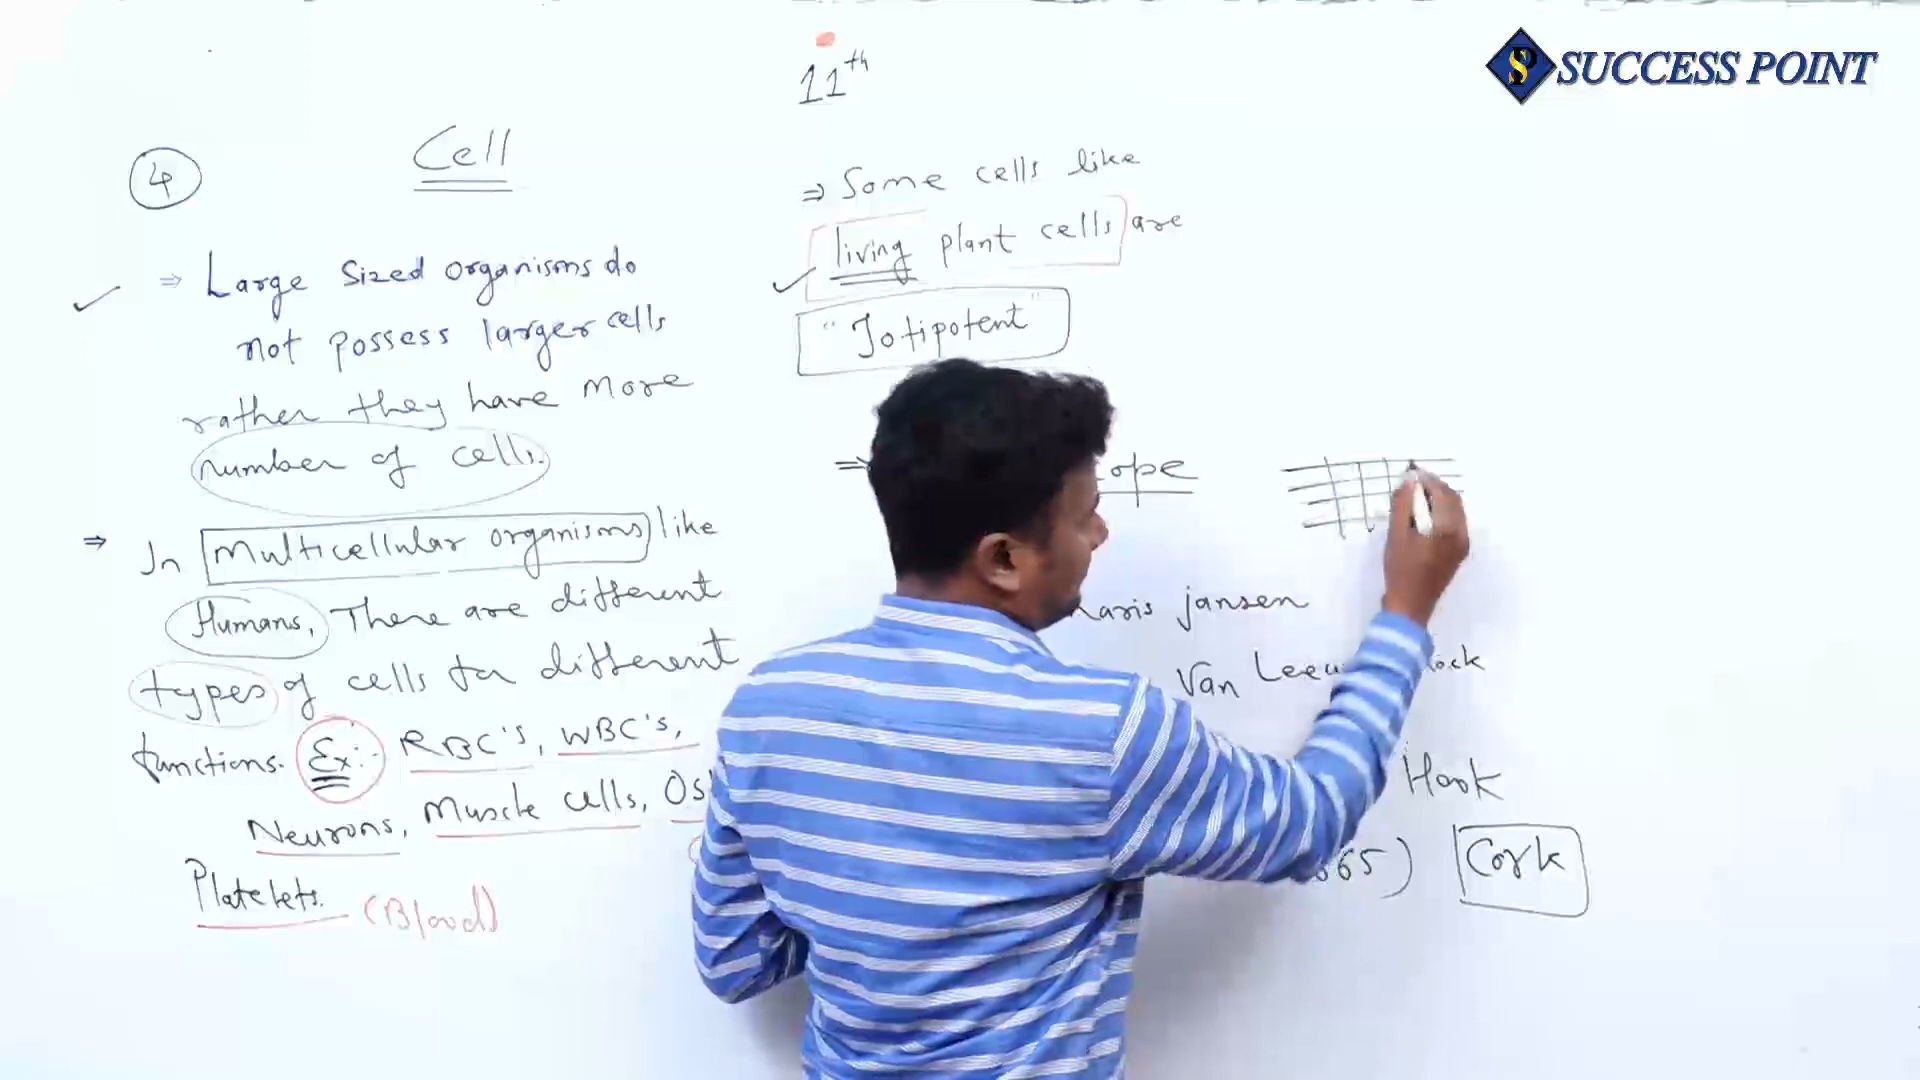 SUCCESS POINT
11th
4
Cell
⇒ Large Sized organisms do
not possess larger cells
rather they have more
number of cells.
⇒ In Multicellular organisms like
Humans, There are different
types of cells for different
functions. Ex:- RBC's, WBC's,
Neurons, Muscle cells, Os
Platelets. (Blood)
⇒ Some cells like
living plant cells are
"Totipotent"
⇒ ope
haris jansen
Van Leeu ock
Hook
665) Cork